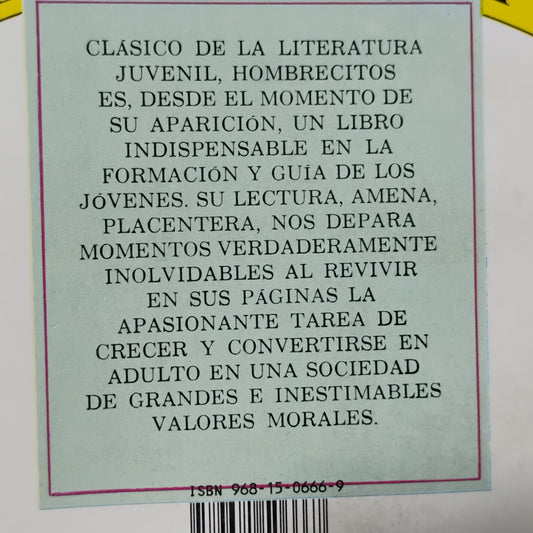 CLÁSICO DE LA LITERATURA
JUVENIL, HOMBRECITOS
ES, DESDE EL MOMENTO DE
SU APARICIÓN, UN LIBRO
INDISPENSABLE EN LA
FORMACIÓN Y GUÍA DE LOS
JÓVENES. SU LECTURA, AMENA,
PLACENTERA, NOS DEPARA
MOMENTOS VERDADERAMENTE
INOLVIDABLES AL REVIVIR
EN SUS PÁGINAS LA
APASIONANTE TAREA DE
CRECER Y CONVERTIRSE EN
ADULTO EN UNA SOCIEDAD
DE GRANDES E INESTIMABLES
VALORES MORALES.
ISBN 968-15-0666-9